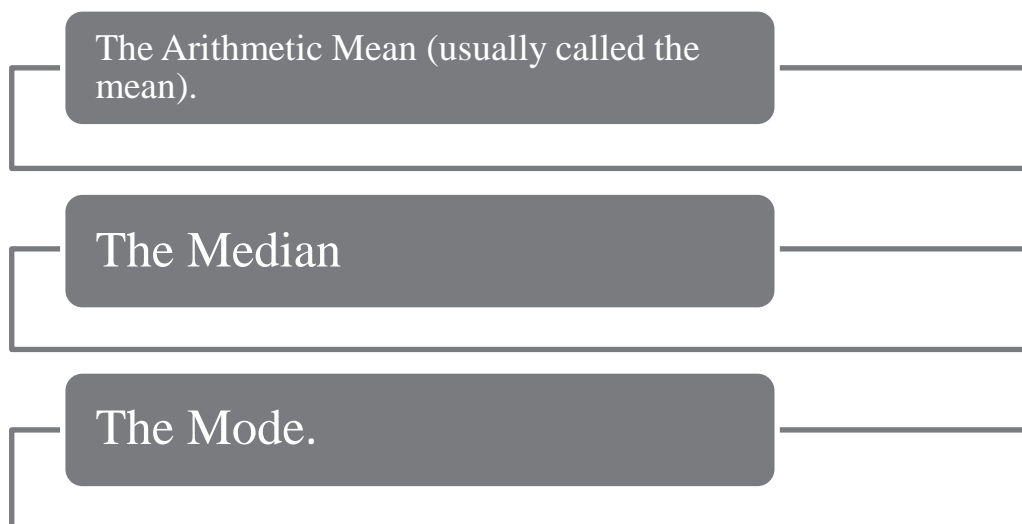 The Arithmetic Mean (usually called the
mean).
The Median
The Mode.